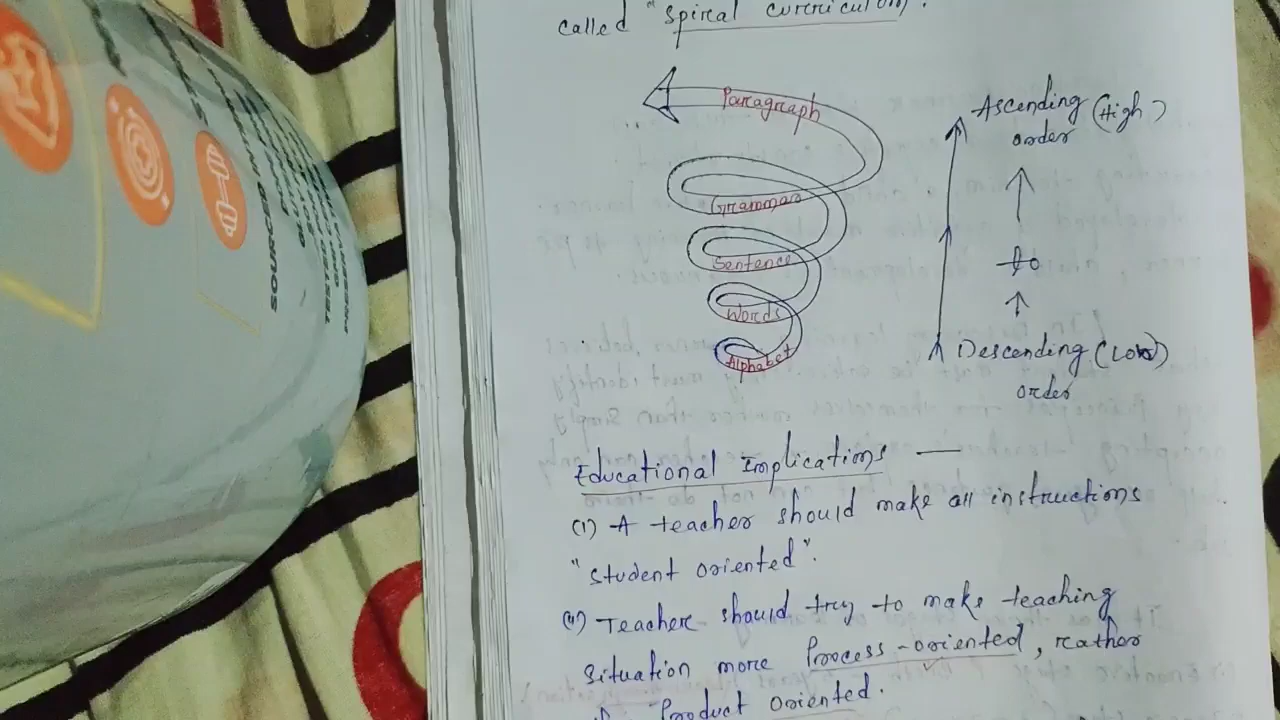 called "Spiral curriculum".
Paragraph
Grammar
Sentence
Words
Alphabet
Ascending (High)
order
to
Descending (Low)
order
Educational Implications —
(i) A teacher should make all instructions
"Student oriented".
(ii) Teacher should try to make teaching
situation more Process-oriented, rather
Product oriented.
SOURCED